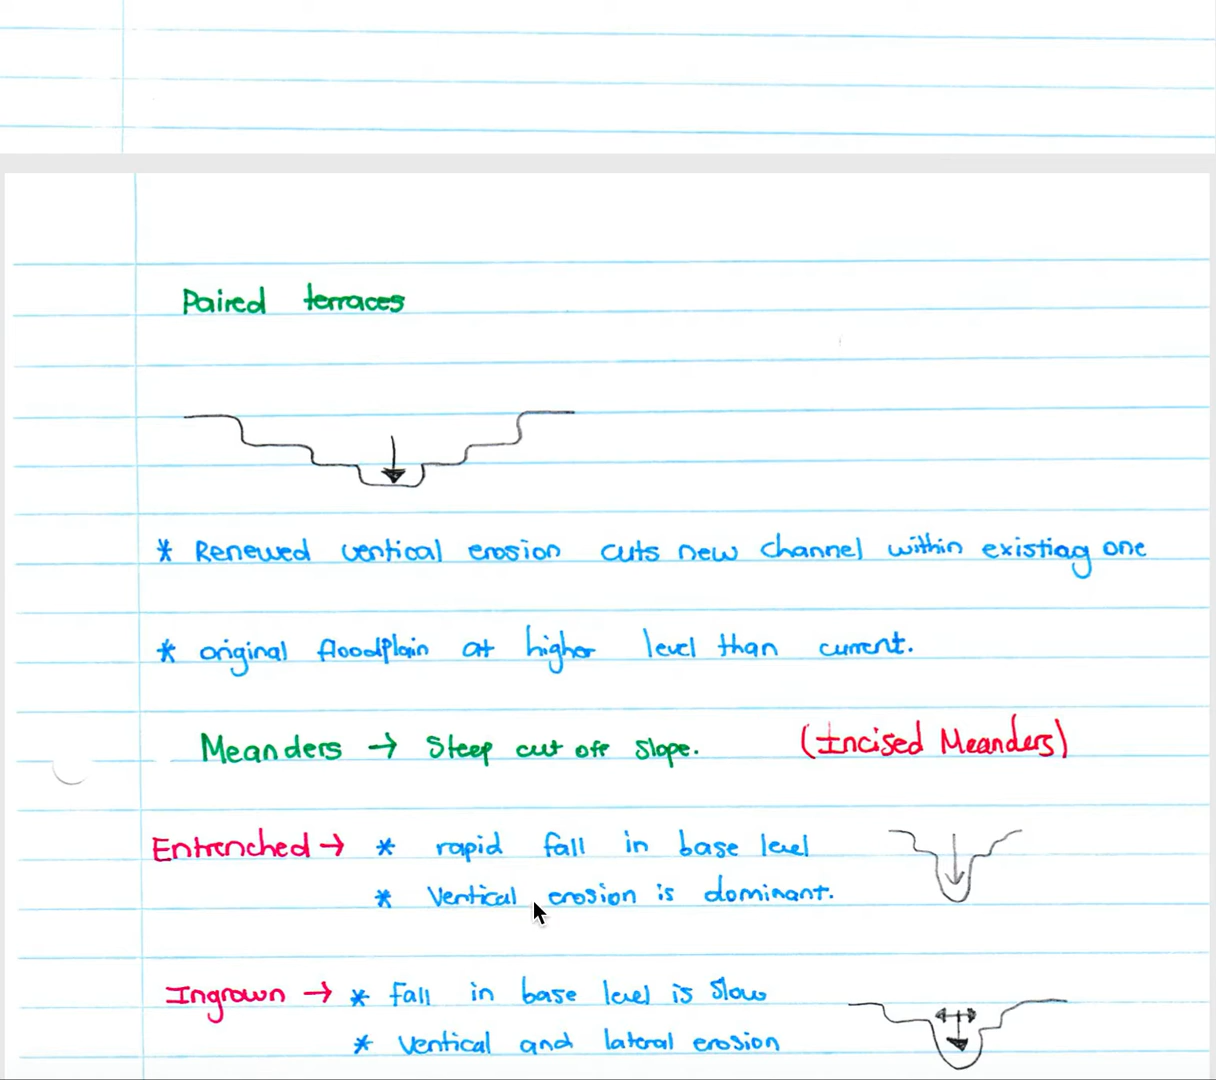 Paired terraces
* Renewed vertical erosion cuts new channel within existing one
* original floodplain at higher level than current.
Meanders → Steep cut off slope. (Incised Meanders)
Entrenched → * rapid fall in base level
* Vertical erosion is dominant.
Ingrown → * fall in base level is slow
* Vertical and lateral erosion